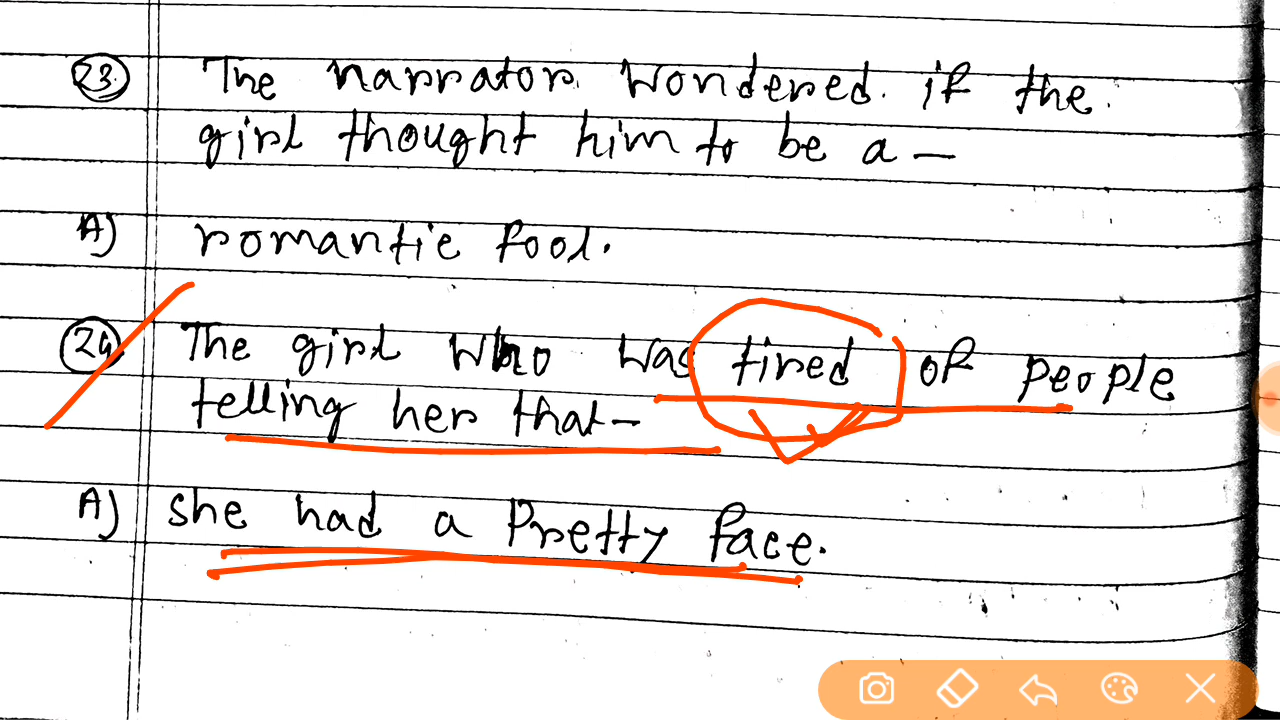 23. The narrator wondered. if the.
girl thought him to be a –
A) romantic fool.
24 The girl who was tired of people
telling her that–
A) she had a Pretty face.